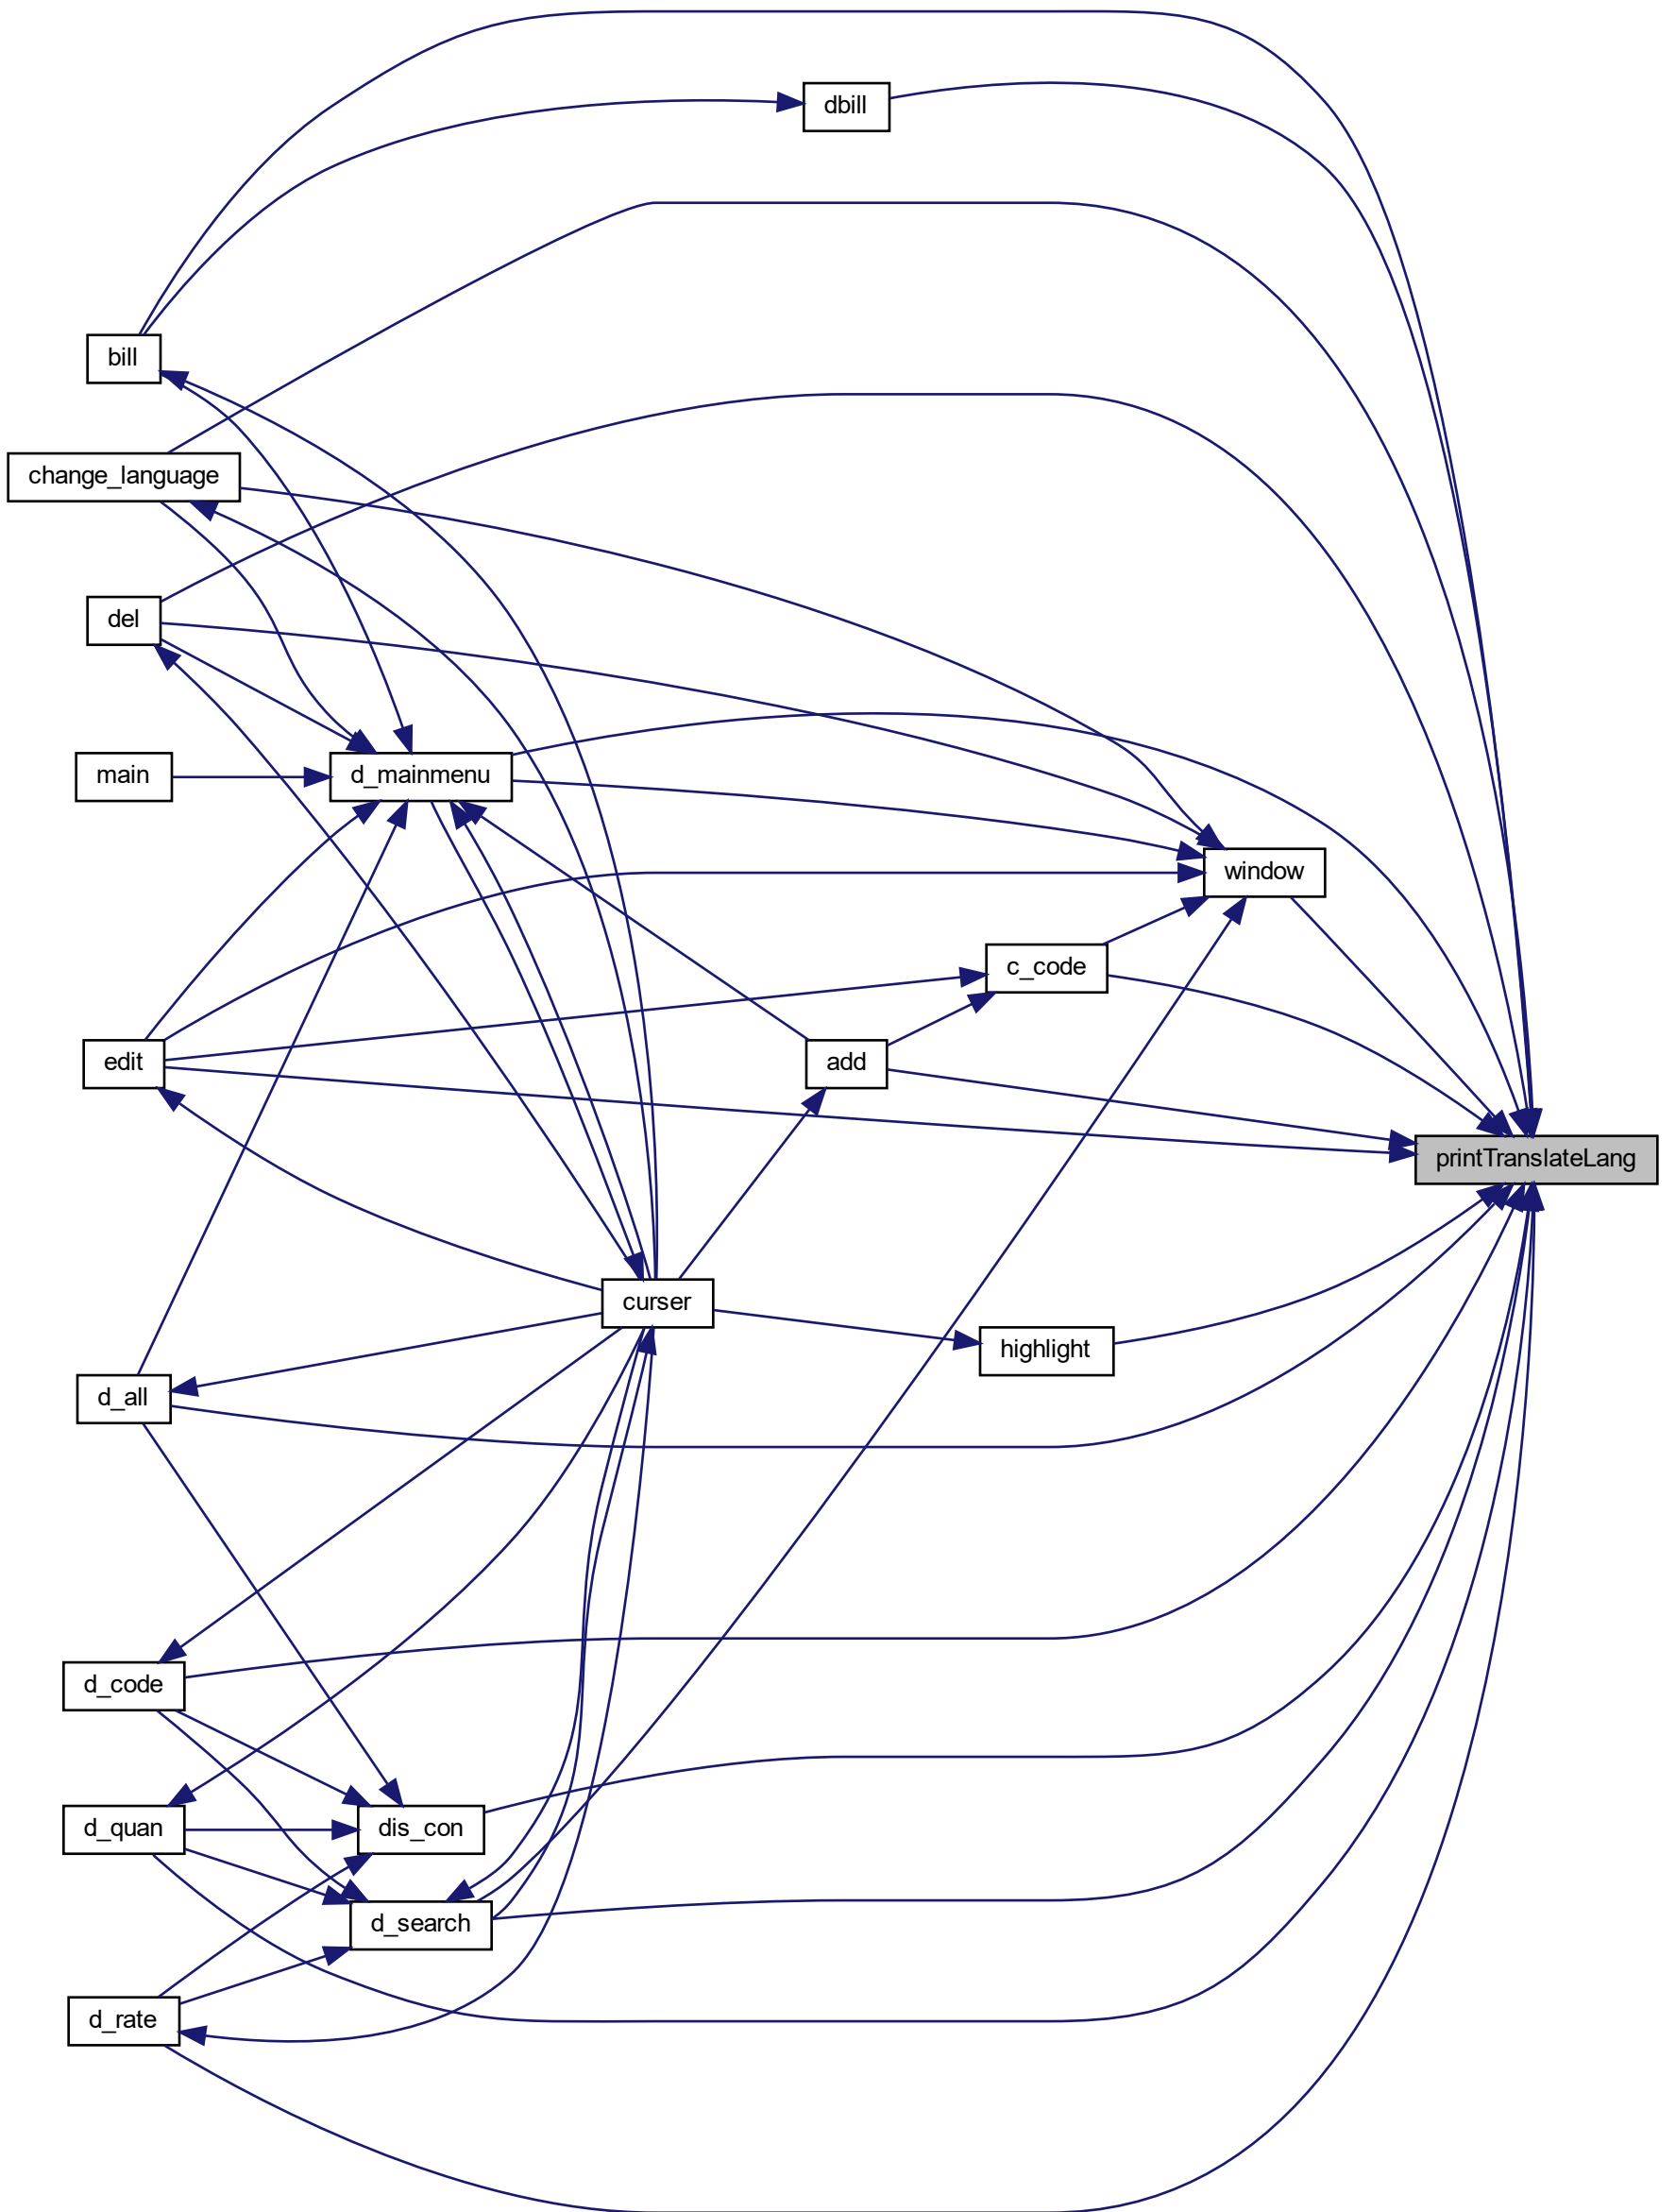 dbill
bill
change_language
del
main
d_mainmenu
window
c_code
edit
add
printTranslateLang
curser
highlight
d_all
d_code
d_quan
dis_con
d_search
d_rate